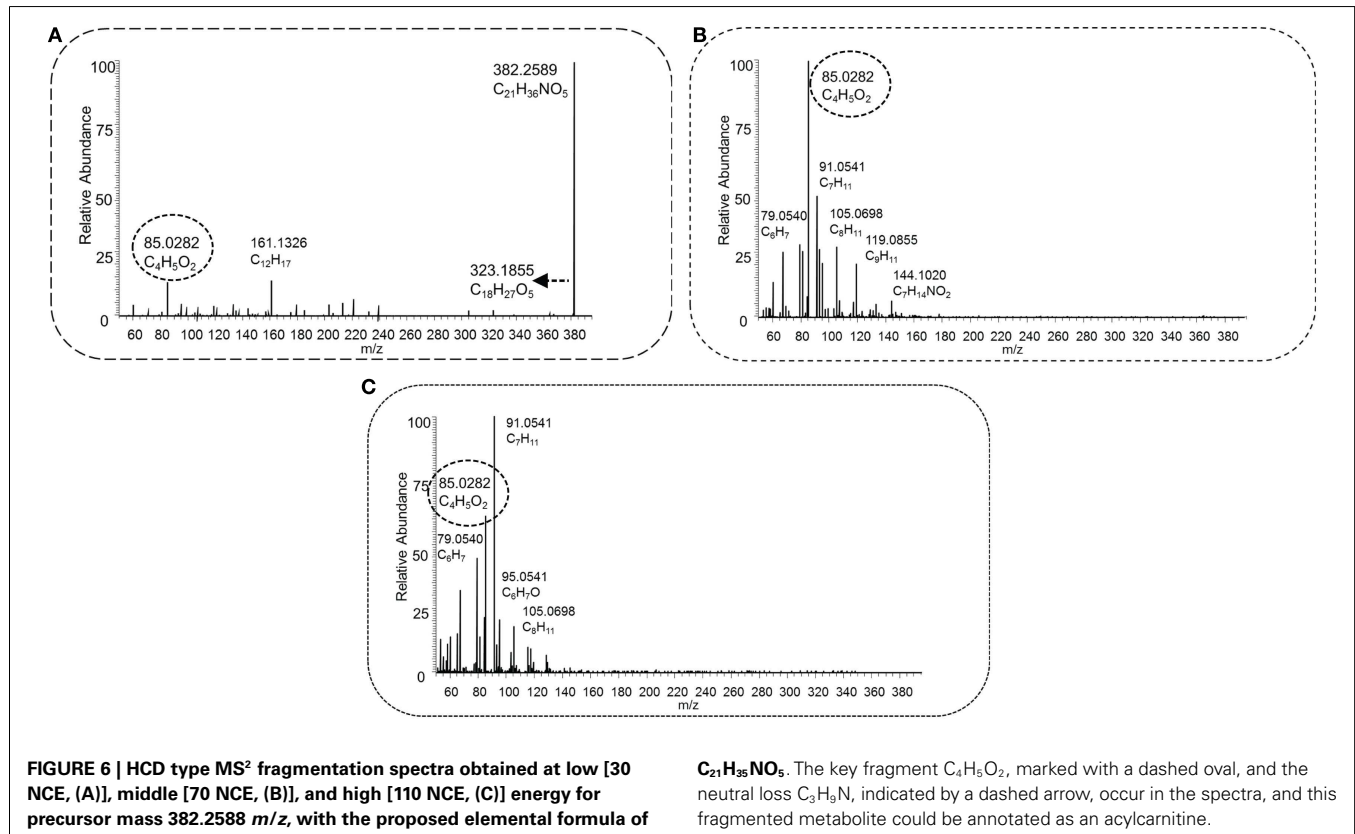 A
100
75
50
25
0
Relative Abundance
382.2589
C₂₁H₃₆NO₅
85.0282
C₄H₅O₂
161.1326
C₁₂H₁₇
323.1855
C₁₈H₂₇O₅
60 80 100 120 140 160 180 200 220 240 260 280 300 320 340 360 380
m/z
B
100
75
50
25
0
Relative Abundance
85.0282
C₄H₅O₂
91.0541
C₇H₁₁
79.0540
C₆H₇
105.0698
C₈H₁₁
119.0855
C₉H₁₁
144.1020
C₇H₁₄NO₂
60 80 100 120 140 160 180 200 220 240 260 280 300 320 340 360 380
m/z
C
100
75
50
25
0
Relative Abundance
91.0541
C₇H₁₁
85.0282
C₄H₅O₂
79.0540
C₆H₇
95.0541
C₆H₇O
105.0698
C₈H₁₁
60 80 100 120 140 160 180 200 220 240 260 280 300 320 340 360 380
m/z
FIGURE 6 | HCD type MS² fragmentation spectra obtained at low [30
NCE, (A)], middle [70 NCE, (B)], and high [110 NCE, (C)] energy for
precursor mass 382.2588 m/z, with the proposed elemental formula of
C₂₁H₃₅NO₅. The key fragment C₄H₅O₂, marked with a dashed oval, and the
neutral loss C₃H₉N, indicated by a dashed arrow, occur in the spectra, and this
fragmented metabolite could be annotated as an acylcarnitine.